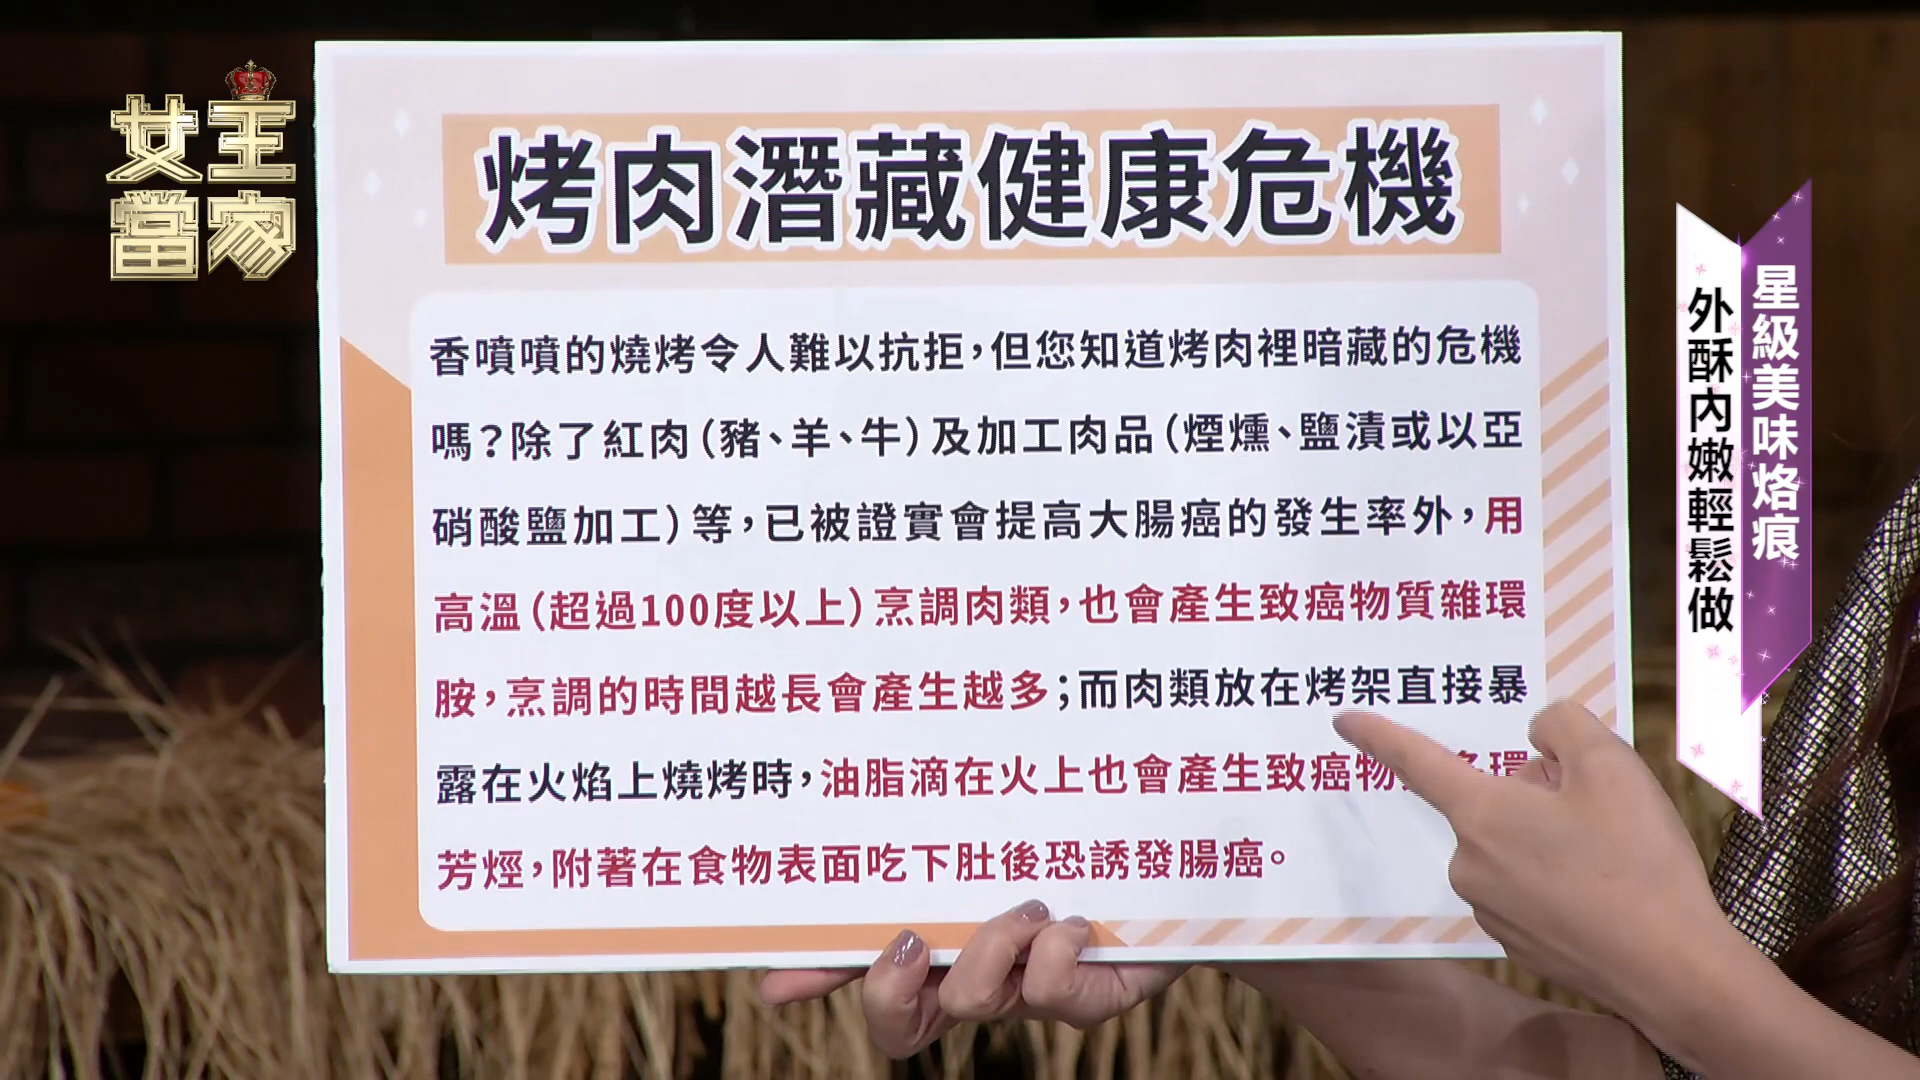 女王
當家
烤肉潛藏健康危機
香噴噴的燒烤令人難以抗拒，但您知道烤肉裡暗藏的危機
嗎？除了紅肉（豬、羊、牛）及加工肉品（煙燻、鹽漬或以亞
硝酸鹽加工）等，已被證實會提高大腸癌的發生率外，用
高溫（超過100度以上）烹調肉類，也會產生致癌物質雜環
胺，烹調的時間越長會產生越多；而肉類放在烤架直接暴
露在火焰上燒烤時，油脂滴在火上也會產生致癌物 環
芳烴，附著在食物表面吃下肚後恐誘發腸癌。
星級美味烙痕
外酥內嫩輕鬆做